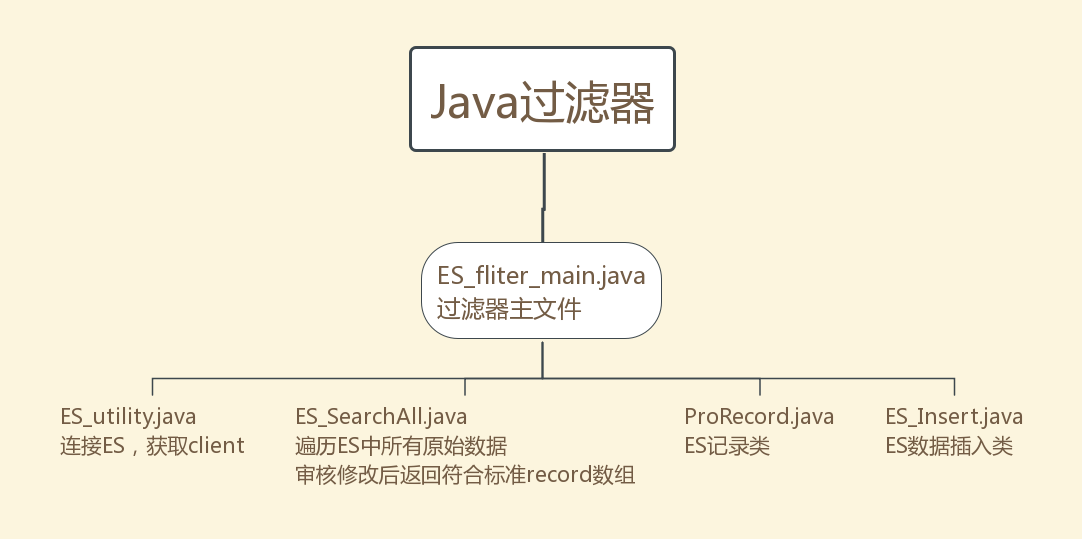 Java过滤器
ES_fliter_main.java
过滤器主文件
ES_utility.java
连接ES，获取client
ES_SearchAll.java
遍历ES中所有原始数据
审核修改后返回符合标准record数组
ProRecord.java
ES记录类
ES_Insert.java
ES数据插入类